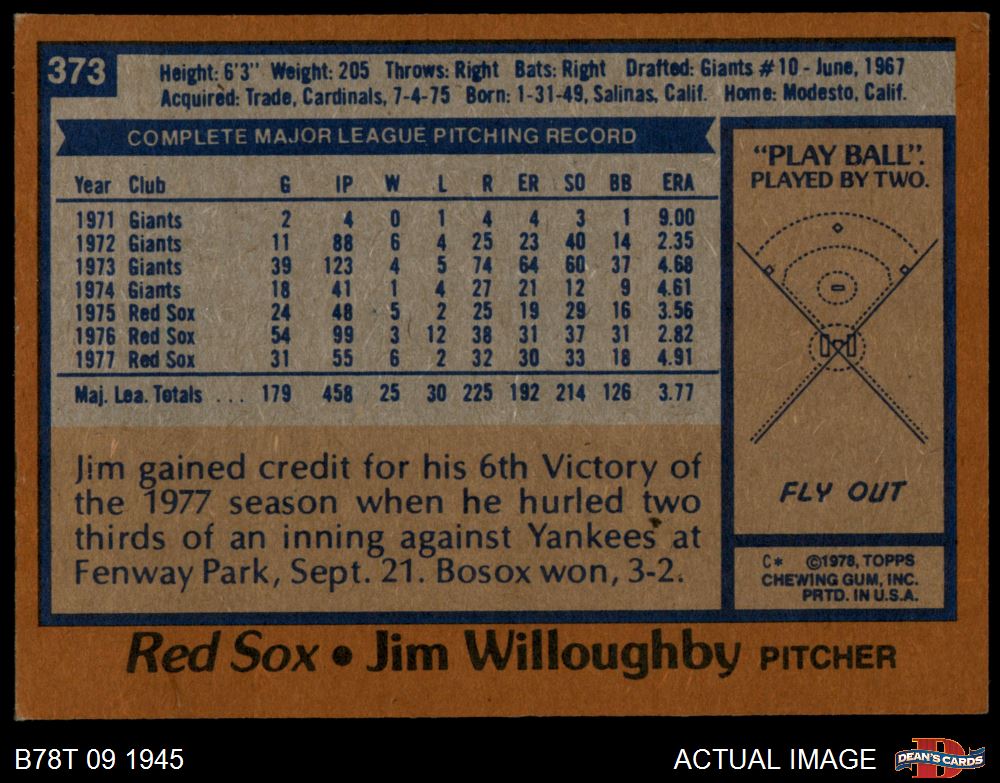 373
Height: 6'3" Weight: 205 Throws: Right Bats: Right Drafted: Giants #10 - June, 1967
Acquired: Trade, Cardinals, 7-4-75 Born: 1-31-49, Salinas, Calif. Home: Modesto, Calif.
COMPLETE MAJOR LEAGUE PITCHING RECORD
Year Club G IP W L R ER SO BB ERA
1971 Giants 2 4 0 1 4 4 3 1 9.00
1972 Giants 11 88 6 4 25 23 40 14 2.35
1973 Giants 39 123 4 5 74 64 60 37 4.68
1974 Giants 18 41 1 4 27 21 12 9 4.61
1975 Red Sox 24 48 5 2 25 19 29 16 3.56
1976 Red Sox 54 99 3 12 38 31 37 31 2.82
1977 Red Sox 31 55 6 2 32 30 33 18 4.91
Maj. Lea. Totals ... 179 458 25 30 225 192 214 126 3.77
Jim gained credit for his 6th Victory of
the 1977 season when he hurled two
thirds of an inning against Yankees at
Fenway Park, Sept. 21. Bosox won, 3-2.
"PLAY BALL".
PLAYED BY TWO.
FLY OUT
C* ©1978, TOPPS
CHEWING GUM, INC.
PRTD. IN U.S.A.
Red Sox • Jim Willoughby PITCHER
B78T 09 1945
ACTUAL IMAGE
D
DEAN'S CARDS